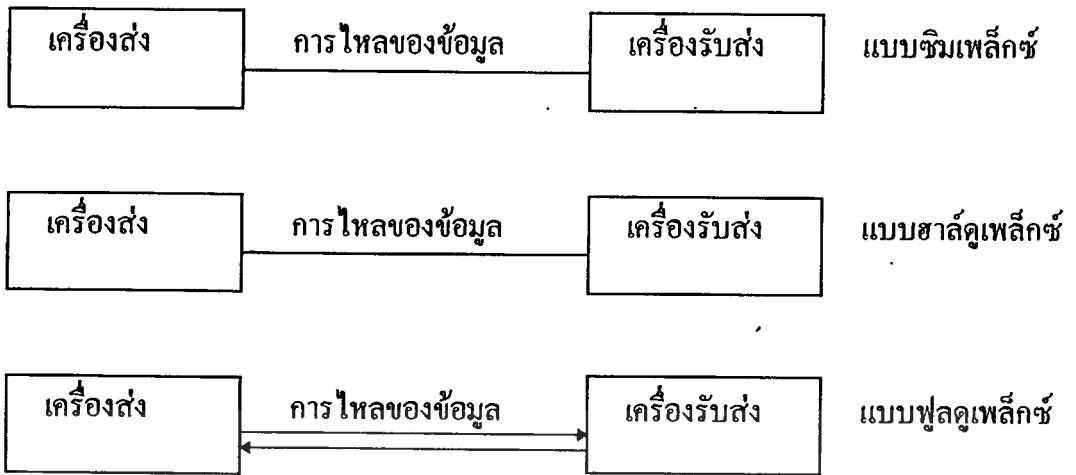 เครื่องส่ง การไหลของข้อมูล เครื่องรับส่ง แบบซิมเพล็กซ์
เครื่องส่ง การไหลของข้อมูล เครื่องรับส่ง แบบฮาล์ดูเพล็กซ์
เครื่องส่ง การไหลของข้อมูล เครื่องรับส่ง แบบฟูลดูเพล็กซ์